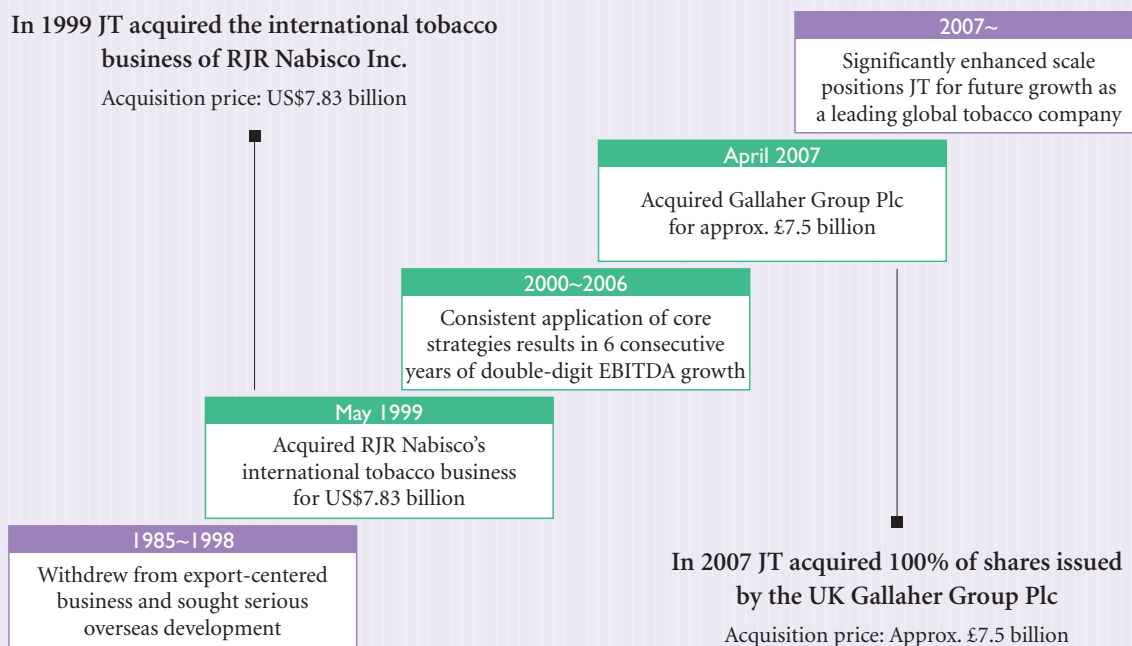 In 1999 JT acquired the international tobacco
business of RJR Nabisco Inc.
Acquisition price: US$7.83 billion
2007~
Significantly enhanced scale
positions JT for future growth as
a leading global tobacco company
April 2007
Acquired Gallaher Group Plc
for approx. £7.5 billion
2000~2006
Consistent application of core
strategies results in 6 consecutive
years of double-digit EBITDA growth
May 1999
Acquired RJR Nabisco’s
international tobacco business
for US$7.83 billion
1985~1998
Withdrew from export-centered
business and sought serious
overseas development
In 2007 JT acquired 100% of shares issued
by the UK Gallaher Group Plc
Acquisition price: Approx. £7.5 billion